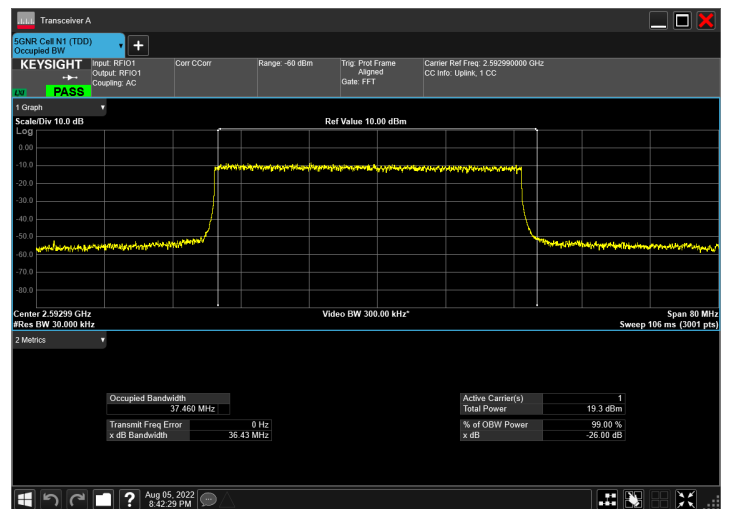 Transceiver A
5GNR Cell N1 (TDD)
Occupied BW
KEYSIGHT
LXI
PASS
Input: RFIO1
Output: RFIO1
Coupling: AC
Corr CCorr
Range: -60 dBm
Trig: Prot Frame
Aligned
Gate: FFT
Carrier Ref Freq: 2.592990000 GHz
CC Info: Uplink, 1 CC
1 Graph
Scale/Div 10.0 dB
Ref Value 10.00 dBm
Log
0.00
-10.0
-20.0
-30.0
-40.0
-50.0
-60.0
-70.0
-80.0
Center 2.59299 GHz
Video BW 300.00 kHz*
Span 80 MHz
#Res BW 30.000 kHz
Sweep 106 ms (3001 pts)
2 Metrics
Occupied Bandwidth
37.460 MHz
Transmit Freq Error 0 Hz
x dB Bandwidth 36.43 MHz
Active Carrier(s) 1
Total Power 19.3 dBm
% of OBW Power 99.00 %
x dB -26.00 dB
Aug 05, 2022
8:42:29 PM